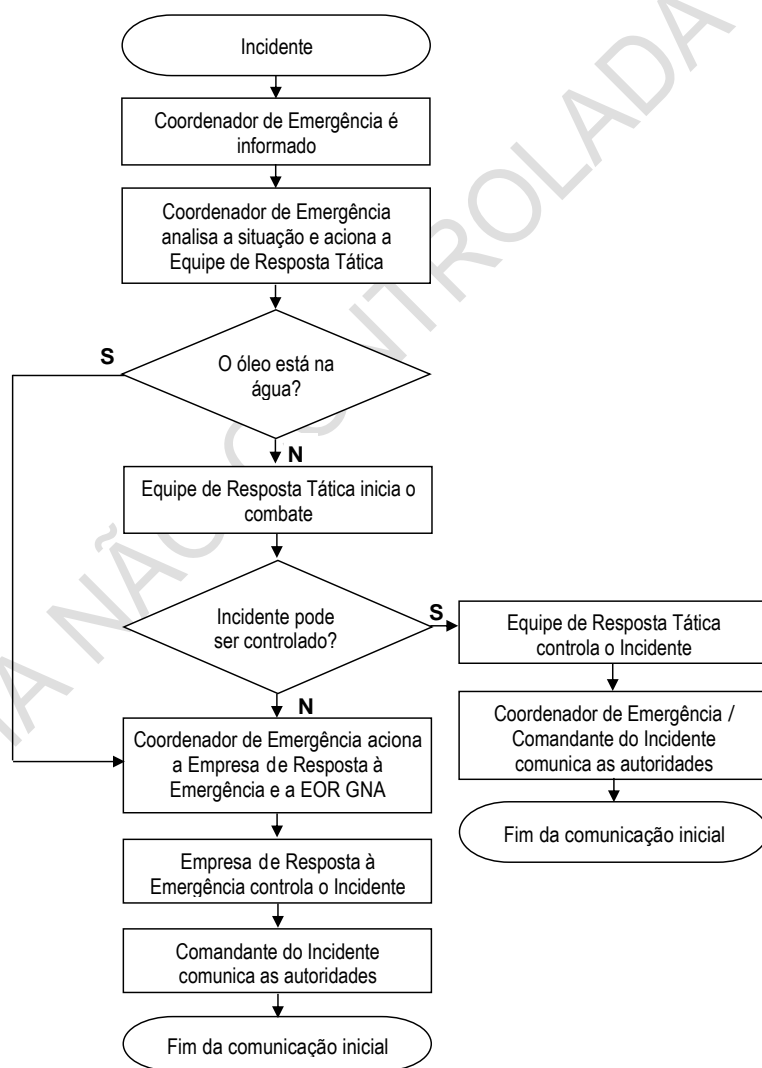 Incidente
Coordenador de Emergência é
informado
Coordenador de Emergência
analisa a situação e aciona a
Equipe de Resposta Tática
S
O óleo está na
água?
N
Equipe de Resposta Tática inicia o
combate
Incidente pode
ser controlado?
S
Equipe de Resposta Tática
controla o Incidente
N
Coordenador de Emergência /
Comandante do Incidente
comunica as autoridades
Fim da comunicação inicial
Coordenador de Emergência aciona
a Empresa de Resposta à
Emergência e a EOR GNA
Empresa de Resposta à
Emergência controla o Incidente
Comandante do Incidente
comunica as autoridades
Fim da comunicação inicial
NÃO CONTROLADA